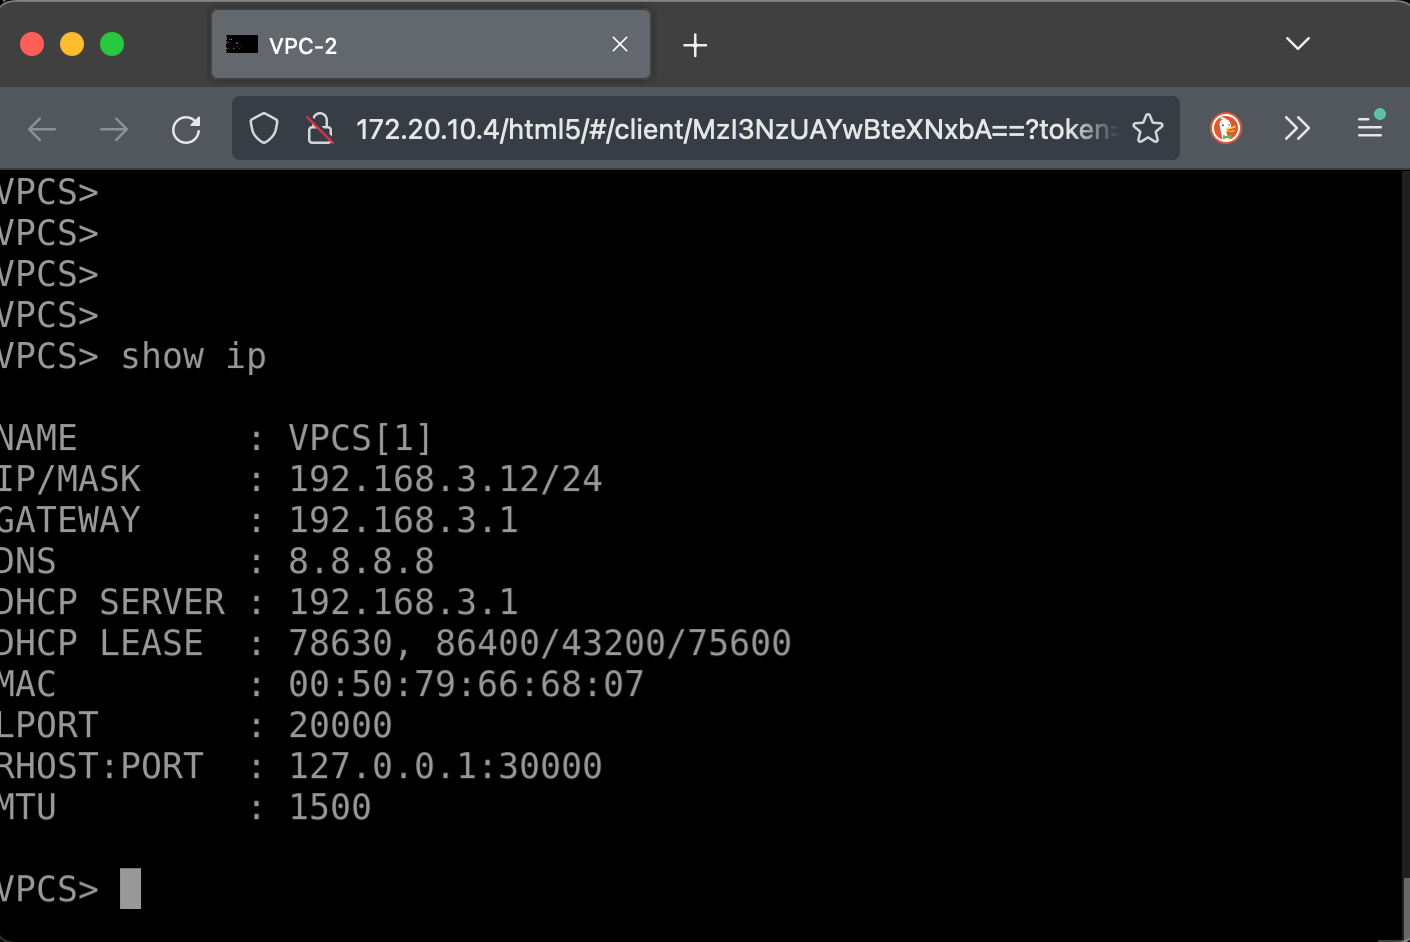 VPC-2
172.20.10.4/html5/#/client/MzI3NzUAYwBteXNxbA==?token=
VPCS>
VPCS>
VPCS>
VPCS>
VPCS> show ip
NAME : VPCS[1]
IP/MASK : 192.168.3.12/24
GATEWAY : 192.168.3.1
DNS : 8.8.8.8
DHCP SERVER : 192.168.3.1
DHCP LEASE : 78630, 86400/43200/75600
MAC : 00:50:79:66:68:07
LPORT : 20000
RHOST:PORT : 127.0.0.1:30000
MTU : 1500
VPCS>